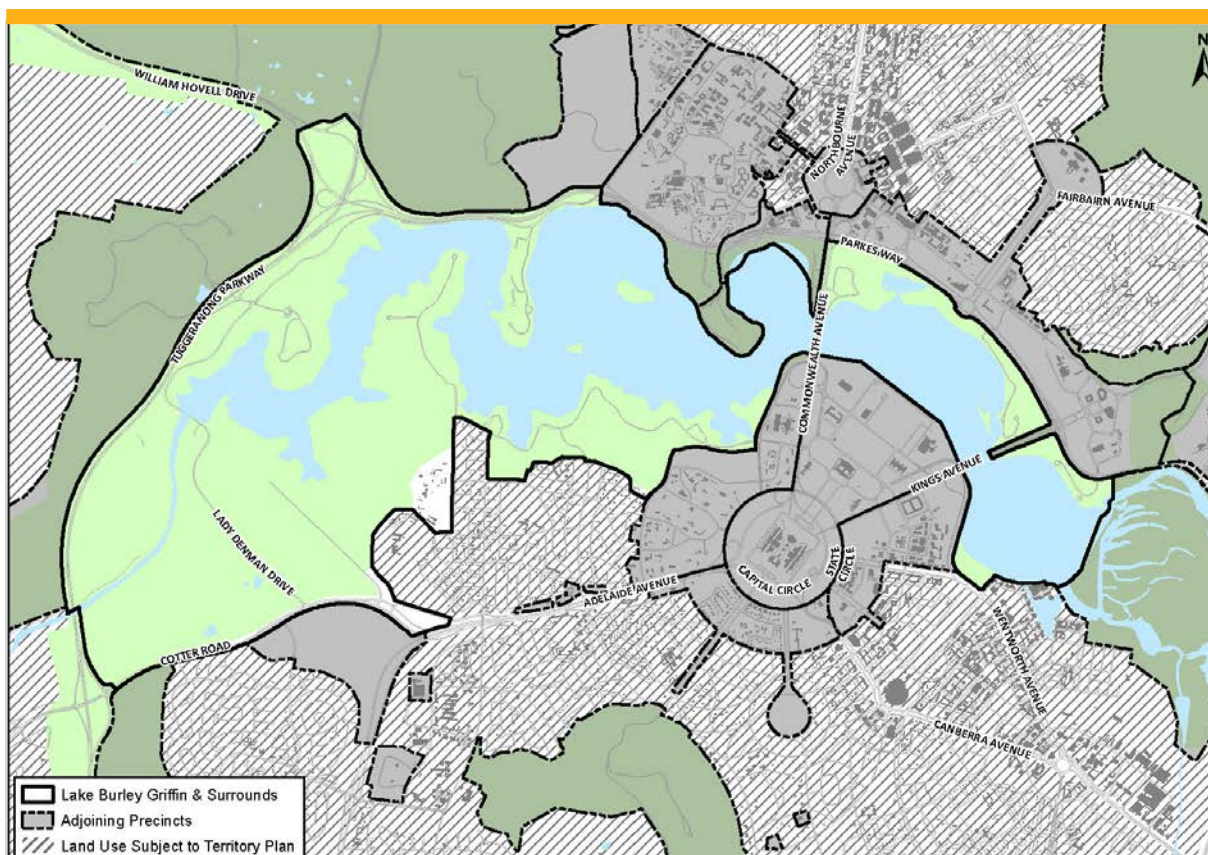 N
WILLIAM HOVELL DRIVE
NORTHBOURNE
AVENUE
FAIRBAIRN AVENUE
PARKES WAY
TUGGERANONG PARKWAY
COMMONWEALTH AVENUE
KINGS AVENUE
LADY DENMAN DRIVE
STATE
CIRCLE
CAPITAL CIRCLE
ADELAIDE AVENUE
WENTWORTH AVENUE
COTTER ROAD
CANBERRA AVENUE
Lake Burley Griffin & Surrounds
Adjoining Precincts
Land Use Subject to Territory Plan